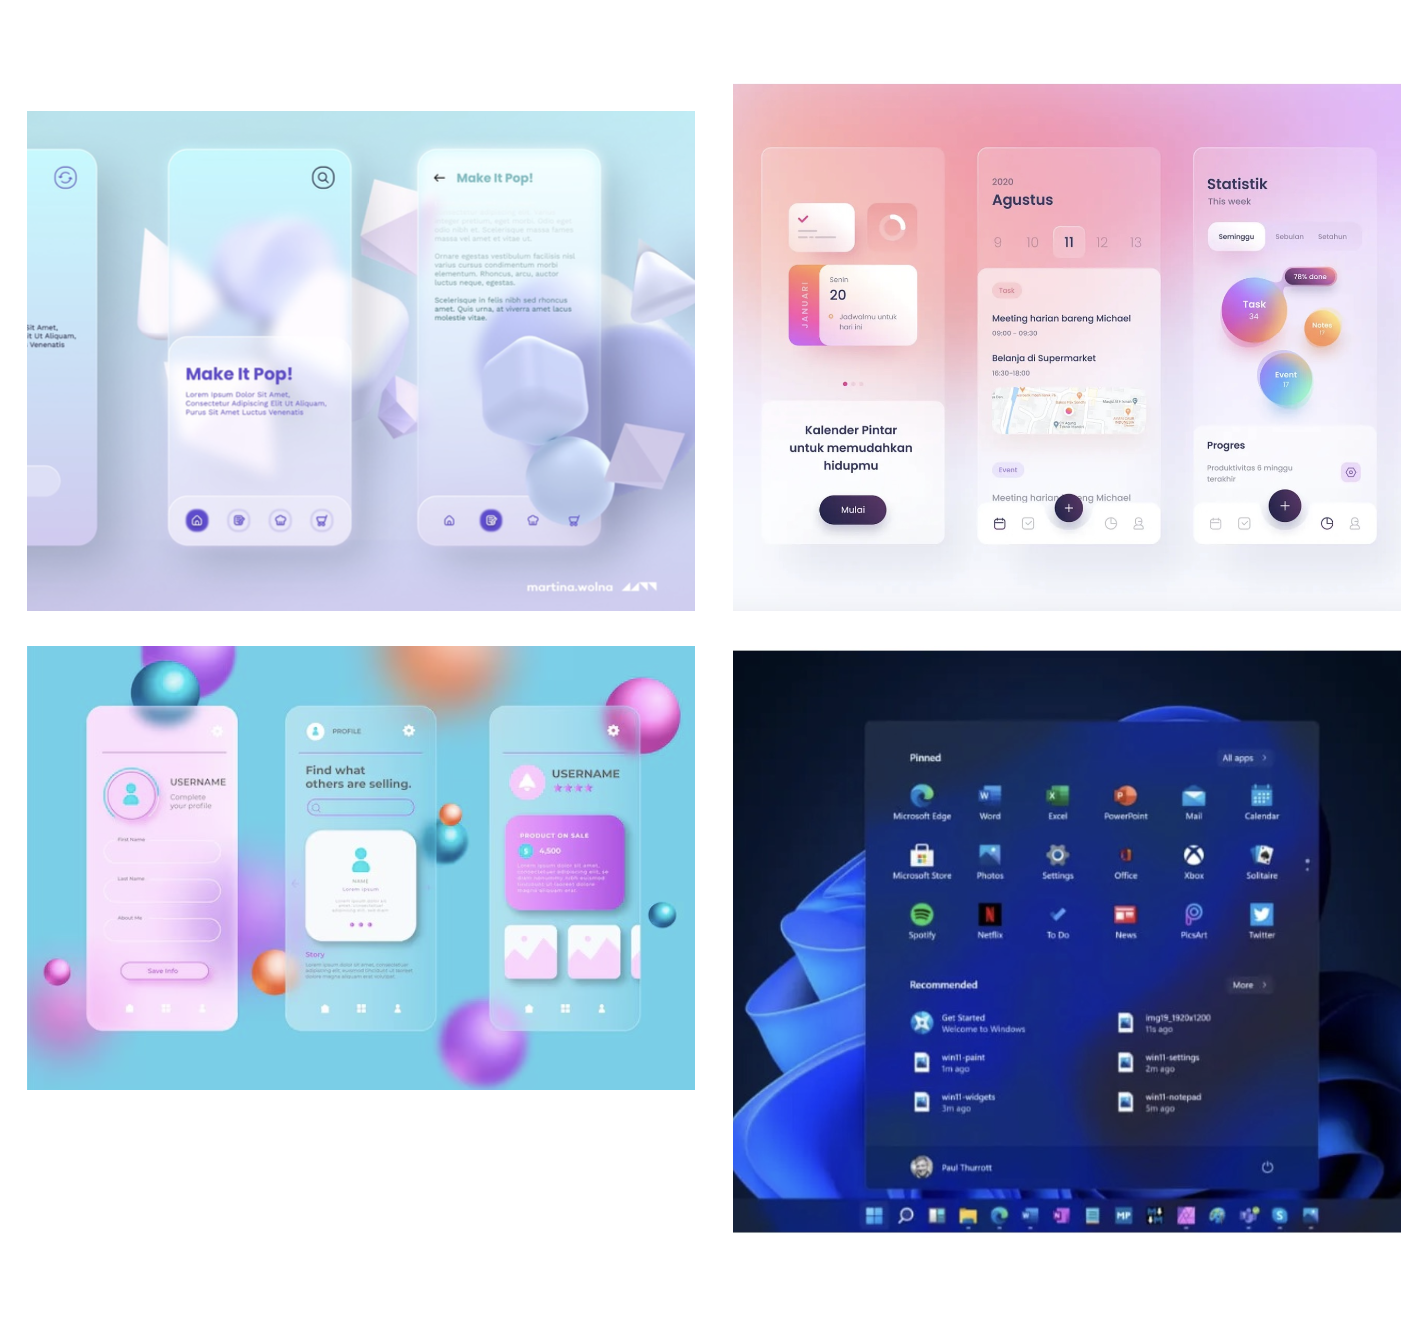 Sit Amet,
it Ut Aliquam,
Venenatis
Make It Pop!
Lorem Ipsum Dolor Sit Amet,
Consectetur Adipiscing Elit Ut Aliquam,
Purus Sit Amet Luctus Venenatis
Make It Pop!
massa vel amet et vitae ut.
Ornare egestas vestibulum facilisis nisl
varius cursus condimentum morbi
elementum. Rhoncus, arcu, auctor
luctus neque, egestas.
Scelerisque in felis nibh sed rhoncus
amet. Quis urna, at viverra amet lacus
molestie vitae.
martina.wolna
JANUARI
Senin
20
Jadwalmu untuk
hari ini
Kalender Pintar
untuk memudahkan
hidupmu
Mulai
2020
Agustus
9 10 11 12 13
Task
Meeting harian bareng Michael
09:00 - 09:30
Belanja di Supermarket
16:30-18:00
Event
Meeting harian bareng Michael
Statistik
This week
Seminggu Sebulan Setahun
78% done
Task
34
Notes
17
Event
17
Progres
Produktivitas 6 minggu
terakhir
USERNAME
Complete
your profile
First Name
Last Name
About Me
Save Info
PROFILE
Find what
others are selling.
NAME
Lorem ipsum
Story
USERNAME
PRODUCT ON SALE
$ 4,500
Pinned
All apps
Microsoft Edge Word Excel PowerPoint Mail Calendar
Microsoft Store Photos Settings Office Xbox Solitaire
Spotify Netflix To Do News PicsArt Twitter
Recommended
More
Get Started
Welcome to Windows
img19_1920x1200
11s ago
win11-paint
1m ago
win11-settings
2m ago
win11-widgets
3m ago
win11-notepad
5m ago
Paul Thurrott
MP